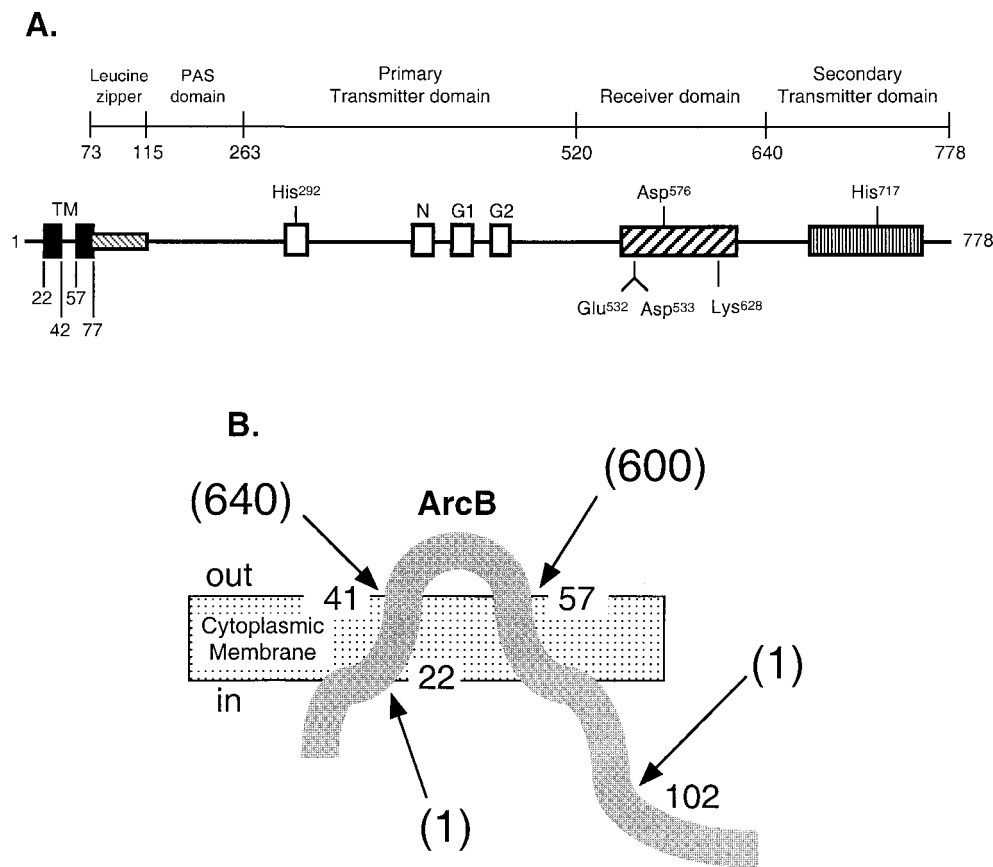 A.
Leucine zipper PAS domain Primary Transmitter domain Receiver domain Secondary Transmitter domain
73 115 263 520 640 778
TM His292 N G1 G2 Asp576 His717
1 778
22 57 Glu532 Asp533 Lys628
42 77
B.
(600)
(640) ArcB
out
41 57
Cytoplasmic
Membrane
22 (1)
in
102
(1)